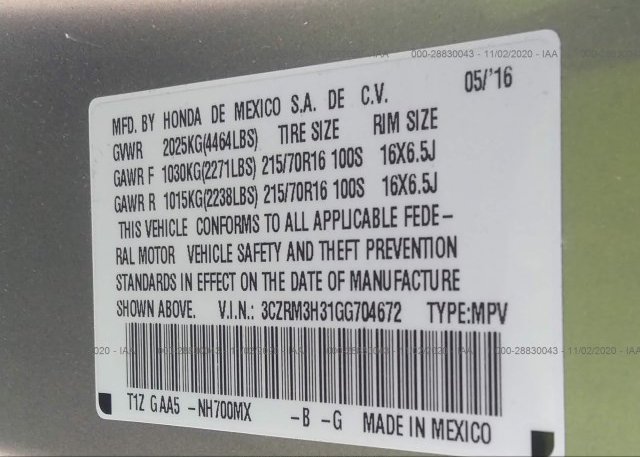 000-28830043 - 11/02/2020 - IAA
05/'16
MFD. BY HONDA DE MEXICO S.A. DE C.V.
GVWR 2025KG(4464LBS) TIRE SIZE RIM SIZE
GAWR F 1030KG(2271LBS) 215/70R16 100S 16X6.5J
GAWR R 1015KG(2238LBS) 215/70R16 100S 16X6.5J
THIS VEHICLE CONFORMS TO ALL APPLICABLE FEDE-
RAL MOTOR VEHICLE SAFETY AND THEFT PREVENTION
STANDARDS IN EFFECT ON THE DATE OF MANUFACTURE
SHOWN ABOVE. V.I.N.: 3CZRM3H31GG704672 TYPE:MPV
2020 - IAA 000-28830043 - 11/02/2020 - IAA
T1Z GAA5 -NH700MX -B -G MADE IN MEXICO